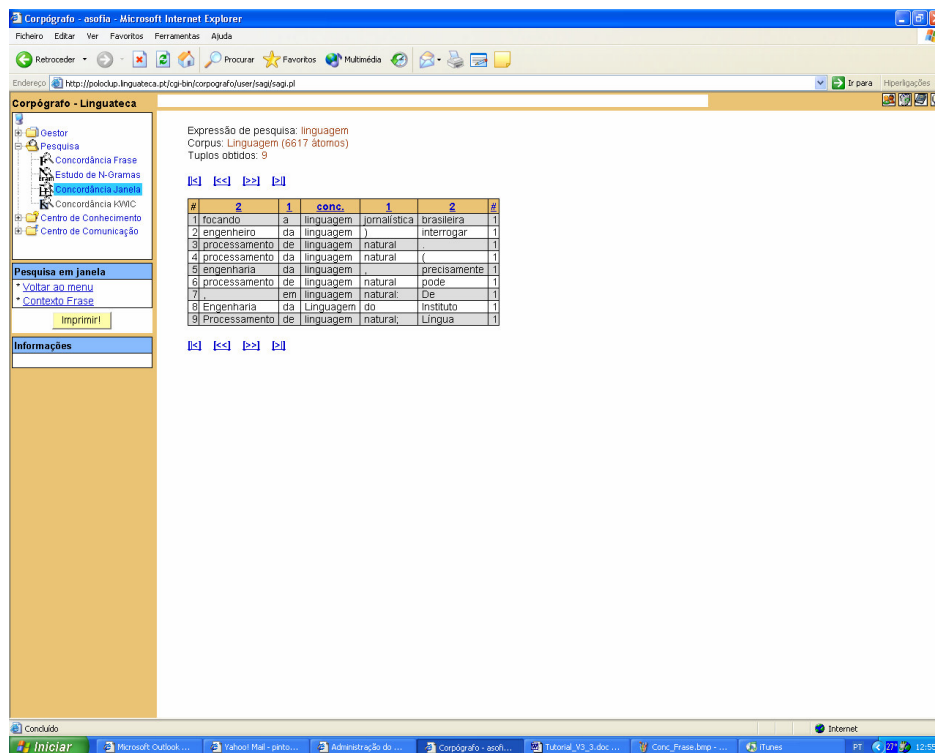 Corpógrafo - asofia - Microsoft Internet Explorer
Ficheiro Editar Ver Favoritos Ferramentas Ajuda
Retroceder Procurar Favoritos Multimédia
Endereço http://poloclup.linguateca.pt/cgi-bin/corpografo/user/sagi/sagi.pl Ir para Hiperligações
Corpógrafo - Linguateca
Gestor
Pesquisa
Concordância Frase
Estudo de N-Gramas
Concordância Janela
Concordância KWIC
Centro de Conhecimento
Centro de Comunicação
Pesquisa em janela
* Voltar ao menu
* Contexto Frase
Imprimir!
Informações
Expressão de pesquisa: linguagem
Corpus: Linguagem (6617 átomos)
Tuplos obtidos: 9
[|<] [<<] [>>] [>|]
# 2 1 conc. 1 2 #
1 focando a linguagem jornalística brasileira 1
2 engenheiro da linguagem ) interrogar 1
3 processamento de linguagem natural . 1
4 processamento da linguagem natural ( 1
5 engenharia da linguagem , precisamente 1
6 processamento de linguagem natural pode 1
7 , em linguagem natural: De 1
8 Engenharia da Linguagem do Instituto 1
9 Processamento de linguagem natural; Língua 1
[|<] [<<] [>>] [>|]
Concluído Internet
Iniciar Microsoft Outlook ... Yahoo! Mail - pinto... Administração do ... Corpógrafo - asofi... Tutorial_V3_3.doc ... Conc_Frase.bmp - ... iTunes PT 27° 12:55